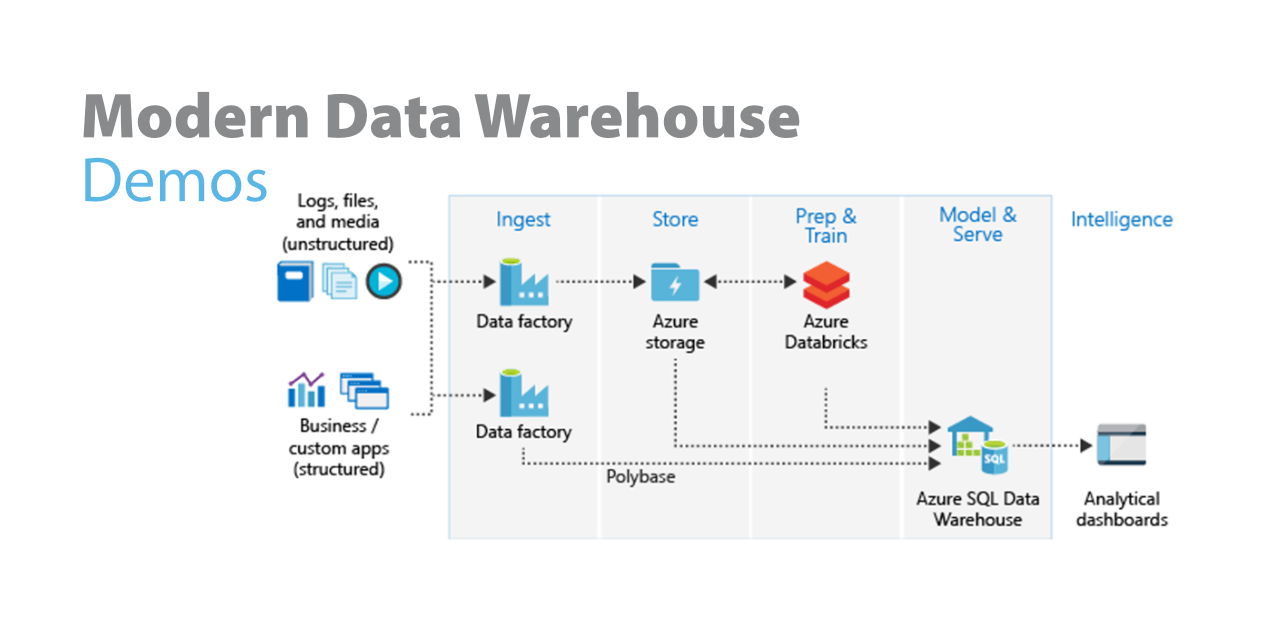 Modern Data Warehouse
Demos
Logs, files,
and media
(unstructured)
Business /
custom apps
(structured)
Ingest
Data factory
Data factory
Polybase
Store
Azure
storage
Prep &
Train
Azure
Databricks
Model &
Serve
SQL
Azure SQL Data
Warehouse
Intelligence
Analytical
dashboards